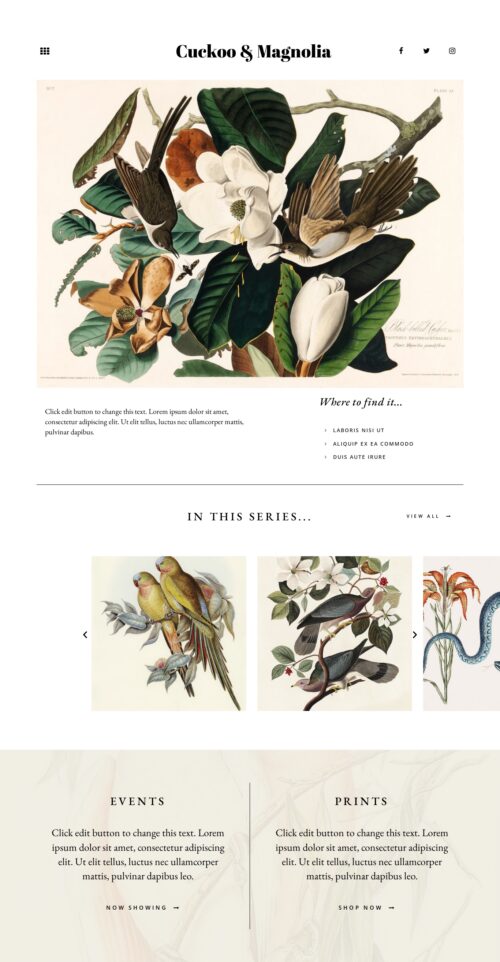 Cuckoo & Magnolia
Click edit button to change this text. Lorem ipsum dolor sit amet,
consectetur adipiscing elit. Ut elit tellus, luctus nec ullamcorper mattis,
pulvinar dapibus.
Where to find it...
LABORIS NISI UT
ALIQUIP EX EA COMMODO
DUIS AUTE IRURE
IN THIS SERIES...
VIEW ALL
EVENTS
Click edit button to change this text. Lorem
ipsum dolor sit amet, consectetur adipiscing
elit. Ut elit tellus, luctus nec ullamcorper
mattis, pulvinar dapibus leo.
NOW SHOWING
PRINTS
Click edit button to change this text. Lorem
ipsum dolor sit amet, consectetur adipiscing
elit. Ut elit tellus, luctus nec ullamcorper
mattis, pulvinar dapibus leo.
SHOP NOW